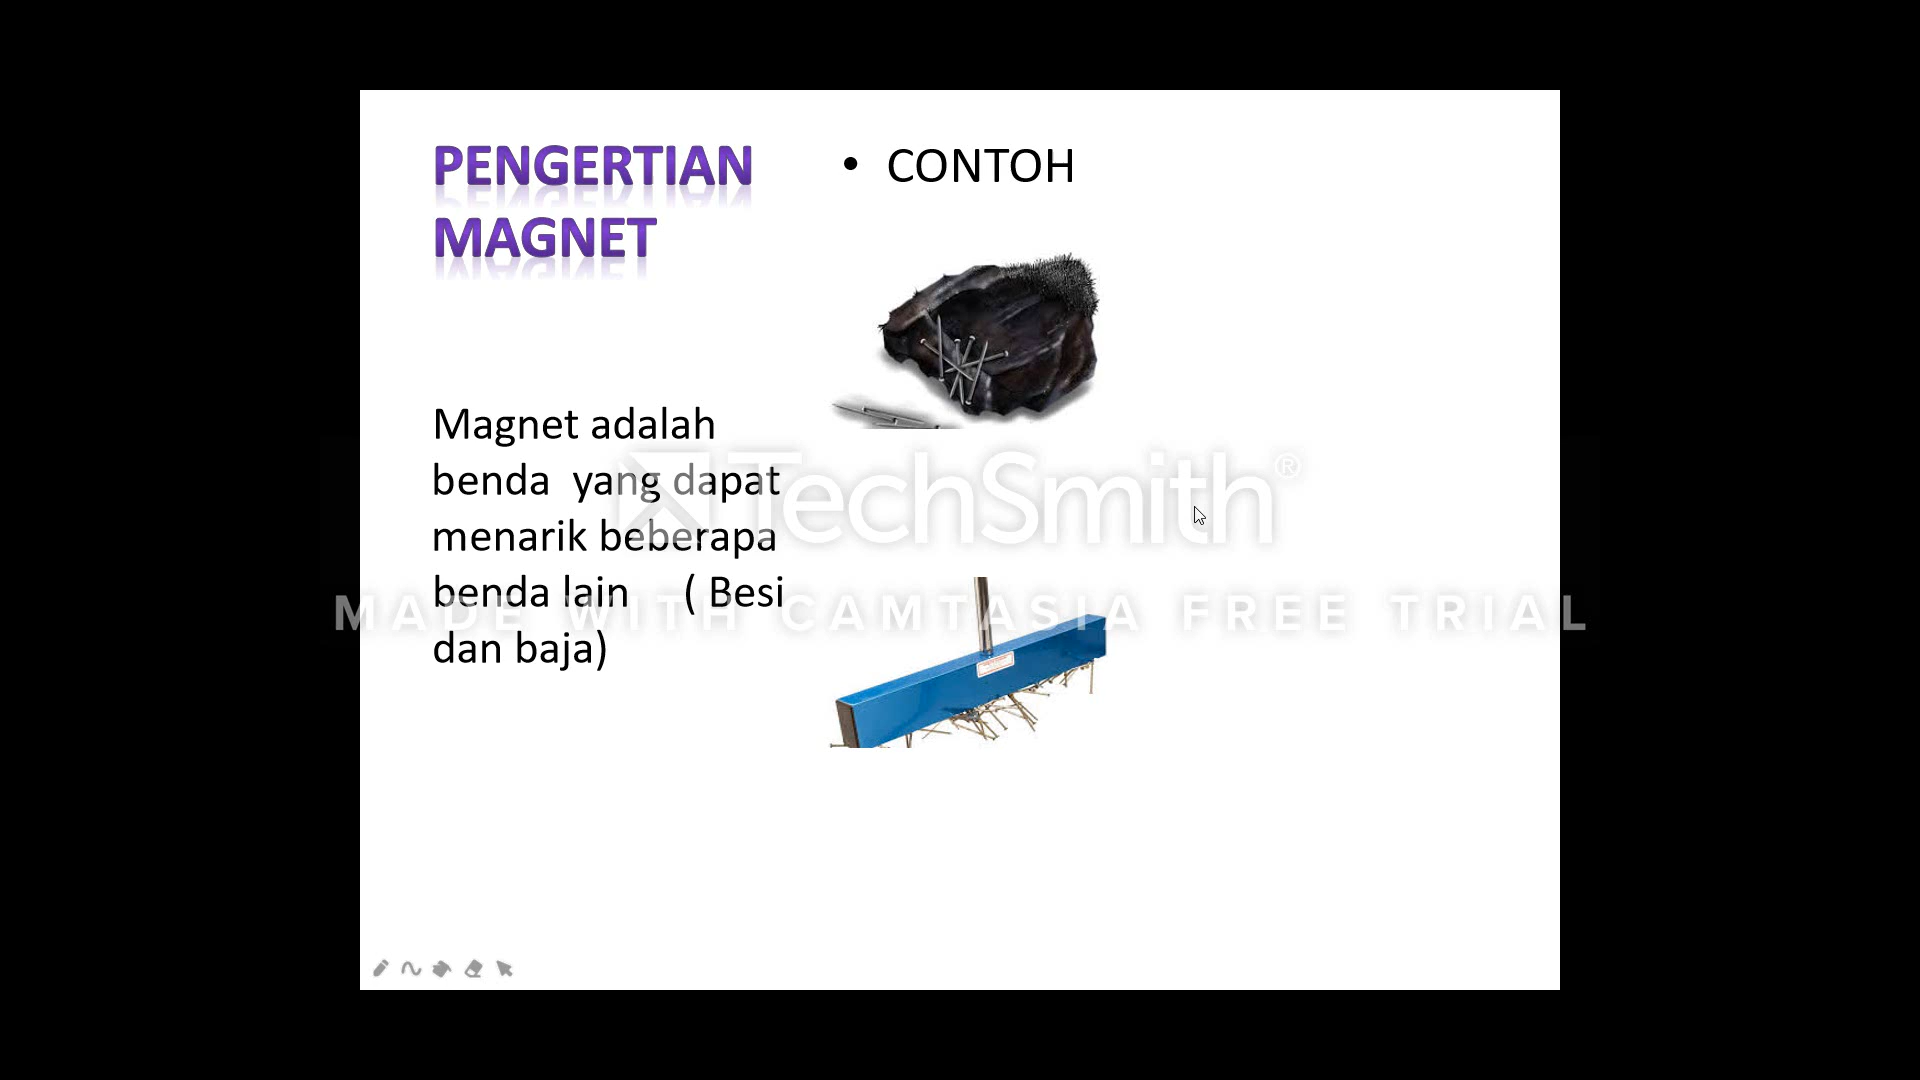 PENGERTIAN
MAGNET
Magnet adalah
benda  yang dapat
menarik beberapa
benda lain     ( Besi
dan baja)
• CONTOH
TechSmith®
MADE WITH CAMTASIA FREE TRIAL